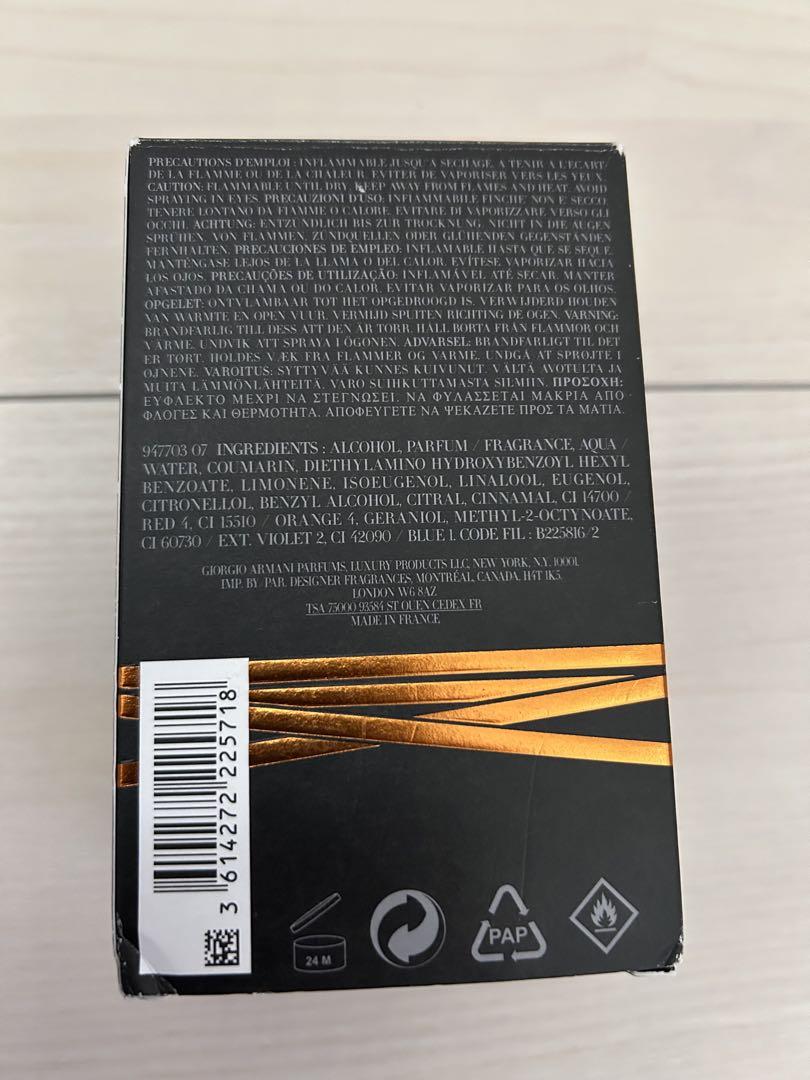 PRECAUTIONS D'EMPLOI : INFLAMMABLE JUSQU'A SECHAGE. A TENIR A L'ECART
DE LA FLAMME OU DE LA CHALEUR. EVITER DE VAPORISER VERS LES YEUX.
CAUTION: FLAMMABLE UNTIL DRY. KEEP AWAY FROM FLAMES AND HEAT. AVOID
SPRAYING IN EYES. PRECAUZIONI D'USO: INFIAMMABILE FINCHE' NON E' SECCO.
TENERE LONTANO DA FIAMME O CALORE. EVITARE DI VAPORIZZARE VERSO GLI
OCCHI. ACHTUNG: ENTZÜNDLICH BIS ZUR TROCKNUNG. NICHT IN DIE AUGEN
SPRÜHEN. VON FLAMMEN, ZÜNDQUELLEN ODER GLÜHENDEN GEGENSTÄNDEN
FERNHALTEN. PRECAUCIONES DE EMPLEO: INFLAMABLE HASTA QUE SE SEQUE.
MANTÉNGASE LEJOS DE LA LLAMA O DEL CALOR. EVÍTESE VAPORIZAR HACIA
LOS OJOS. PRECAUÇÕES DE UTILIZAÇÃO: INFLAMÁVEL ATÉ SECAR. MANTER
AFASTADO DA CHAMA OU DO CALOR. EVITAR VAPORIZAR PARA OS OLHOS.
OPGELET: ONTVLAMBAAR TOT HET OPGEDROOGD IS. VERWIJDERD HOUDEN
VAN WARMTE EN OPEN VUUR. VERMIJD SPUITEN RICHTING DE OGEN. VARNING:
BRANDFARLIG TILL DESS ATT DEN ÄR TORR. HÅLL BORTA FRÅN FLAMMOR OCH
VÄRME. UNDVIK ATT SPRAYA I ÖGONEN. ADVARSEL: BRANDFARLIGT TIL DET
ER TØRT. HOLDES VÆK FRA FLAMMER OG VARME. UNDGÅ AT SPRØJTE I
ØJNENE. VAROITUS: SYTTYVÄÄ KUNNES KUIVUNUT. VÄLTÄ AVOTULTA JA
MUITA LÄMMÖNLÄHTEITÄ. VARO SUIHKUTTAMASTA SILMIIN. ΠΡΟΣΟΧΗ:
ΕΥΦΛΕΚΤΟ ΜΕΧΡΙ ΝΑ ΣΤΕΓΝΩΣΕΙ. ΝΑ ΦΥΛΑΣΣΕΤΑΙ ΜΑΚΡΙΑ ΑΠΟ
ΦΛΟΓΕΣ ΚΑΙ ΘΕΡΜΟΤΗΤΑ. ΑΠΟΦΕΥΓΕΤΕ ΝΑ ΨΕΚΑΖΕΤΕ ΠΡΟΣ ΤΑ ΜΑΤΙΑ.
947703 07 INGREDIENTS : ALCOHOL, PARFUM / FRAGRANCE, AQUA /
WATER, COUMARIN, DIETHYLAMINO HYDROXYBENZOYL HEXYL
BENZOATE, LIMONENE, ISOEUGENOL, LINALOOL, EUGENOL,
CITRONELLOL, BENZYL ALCOHOL, CITRAL, CINNAMAL, CI 14700 /
RED 4, CI 15510 / ORANGE 4, GERANIOL, METHYL-2-OCTYNOATE,
CI 60730 / EXT. VIOLET 2, CI 42090 / BLUE 1. CODE FIL : B225816/2
GIORGIO ARMANI PARFUMS, LUXURY PRODUCTS LLC, NEW YORK, N.Y. 10001.
IMP. BY/PAR. DESIGNER FRAGRANCES, MONTRÉAL, CANADA, H4T 1K5.
LONDON W6 8AZ
TSA 75000 93584 ST OUEN CEDEX FR
MADE IN FRANCE
3 614272 225718
24 M
PAP